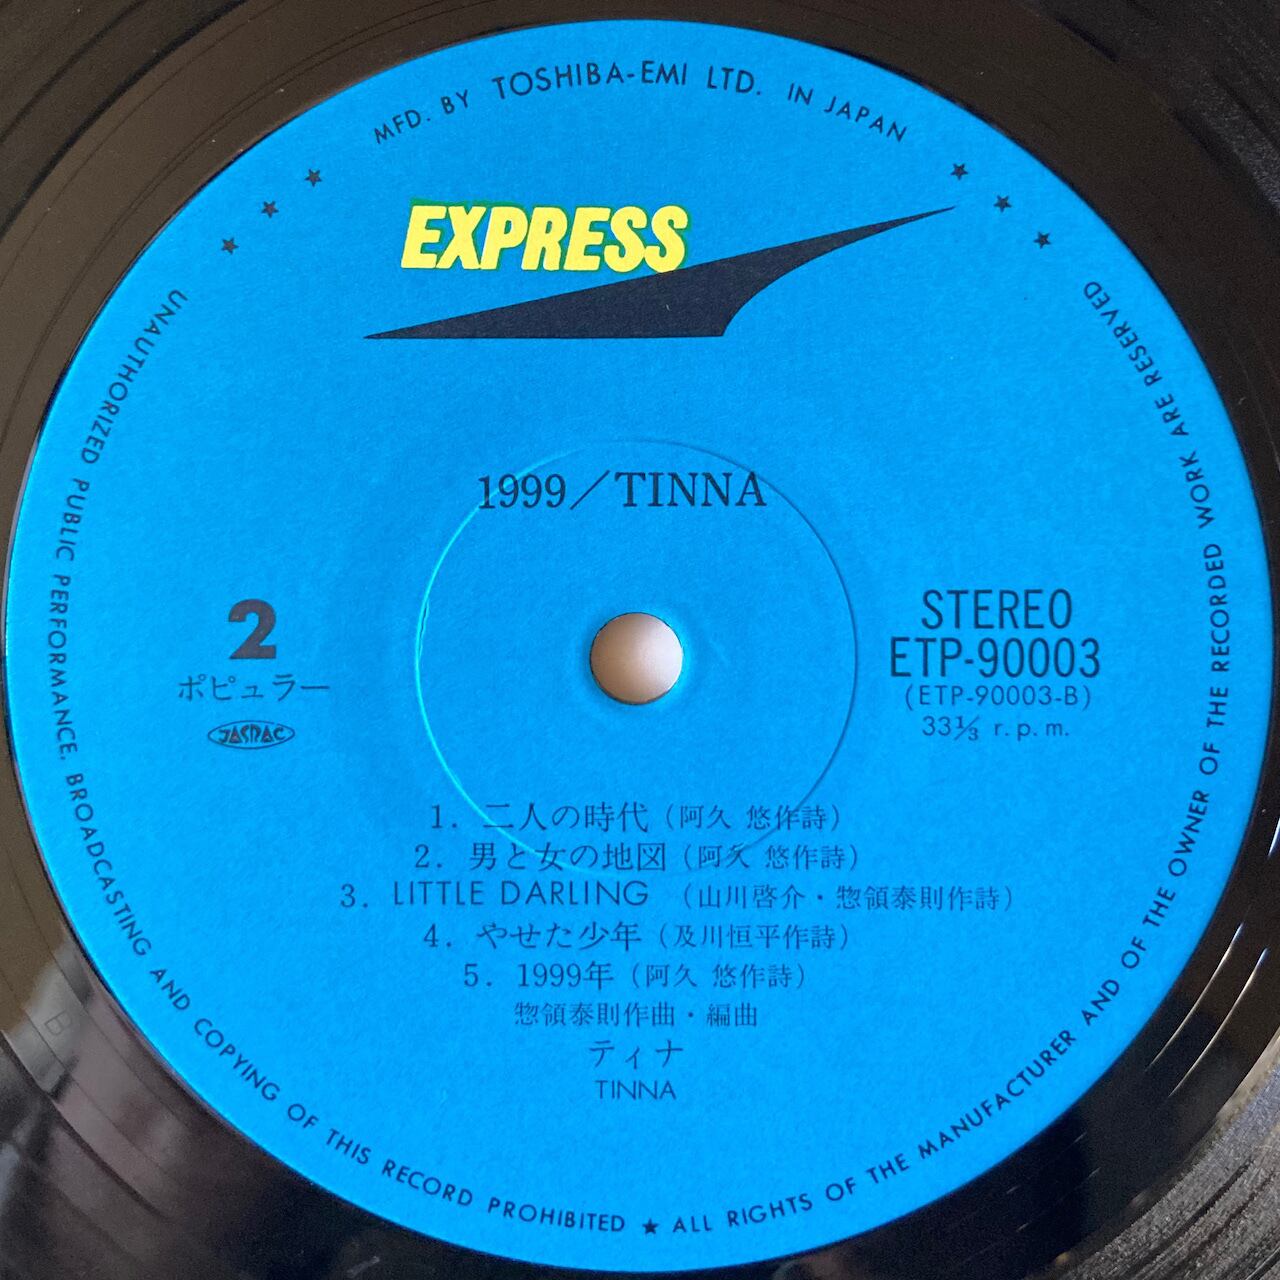 MFD. BY TOSHIBA-EMI LTD. IN JAPAN
EXPRESS
1999／TINNA
2
ポピュラー
JASRAC
STEREO
ETP-90003
(ETP-90003-B)
33⅓ r.p.m.
1. 二人の時代（阿久 悠作詩）
2. 男と女の地図（阿久 悠作詩）
3. LITTLE DARLING （山川啓介・惣領泰則作詩）
4. やせた少年（及川恒平作詩）
5. 1999年（阿久 悠作詩）
惣領泰則作曲・編曲
ティナ
TINNA
UNAUTHORIZED PUBLIC PERFORMANCE. BROADCASTING AND COPYING OF THIS RECORD PROHIBITED ★ ALL RIGHTS OF THE MANUFACTURER AND OF THE OWNER OF THE RECORDED WORK ARE RESERVED